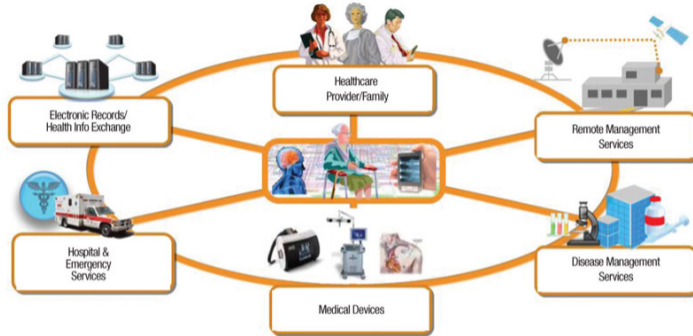 Healthcare
Provider/Family
Electronic Records/
Health Info Exchange
Remote Management
Services
Hospital &
Emergency
Services
Disease Management
Services
Medical Devices